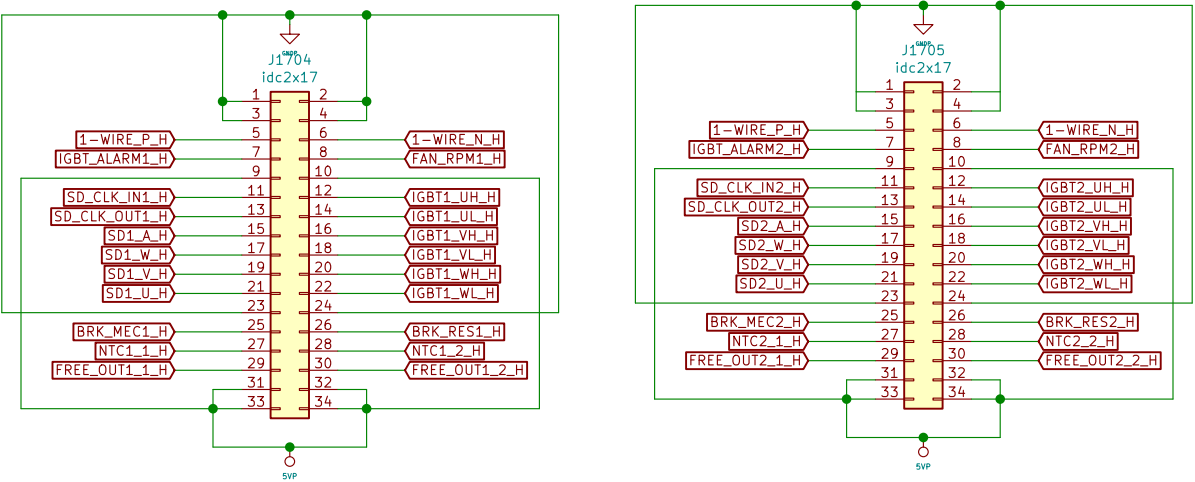 GNDP
J1704
idc2x17
1 2
3 4
1-WIRE_P_H 5 6 1-WIRE_N_H
IGBT_ALARM1_H 7 8 FAN_RPM1_H
9 10
SD_CLK_IN1_H 11 12 IGBT1_UH_H
SD_CLK_OUT1_H 13 14 IGBT1_UL_H
SD1_A_H 15 16 IGBT1_VH_H
SD1_W_H 17 18 IGBT1_VL_H
SD1_V_H 19 20 IGBT1_WH_H
SD1_U_H 21 22 IGBT1_WL_H
23 24
BRK_MEC1_H 25 26 BRK_RES1_H
NTC1_1_H 27 28 NTC1_2_H
FREE_OUT1_1_H 29 30 FREE_OUT1_2_H
31 32
33 34
5VP
GNDP
J1705
idc2x17
1 2
3 4
1-WIRE_P_H 5 6 1-WIRE_N_H
IGBT_ALARM2_H 7 8 FAN_RPM2_H
9 10
SD_CLK_IN2_H 11 12 IGBT2_UH_H
SD_CLK_OUT2_H 13 14 IGBT2_UL_H
SD2_A_H 15 16 IGBT2_VH_H
SD2_W_H 17 18 IGBT2_VL_H
SD2_V_H 19 20 IGBT2_WH_H
SD2_U_H 21 22 IGBT2_WL_H
23 24
BRK_MEC2_H 25 26 BRK_RES2_H
NTC2_1_H 27 28 NTC2_2_H
FREE_OUT2_1_H 29 30 FREE_OUT2_2_H
31 32
33 34
5VP